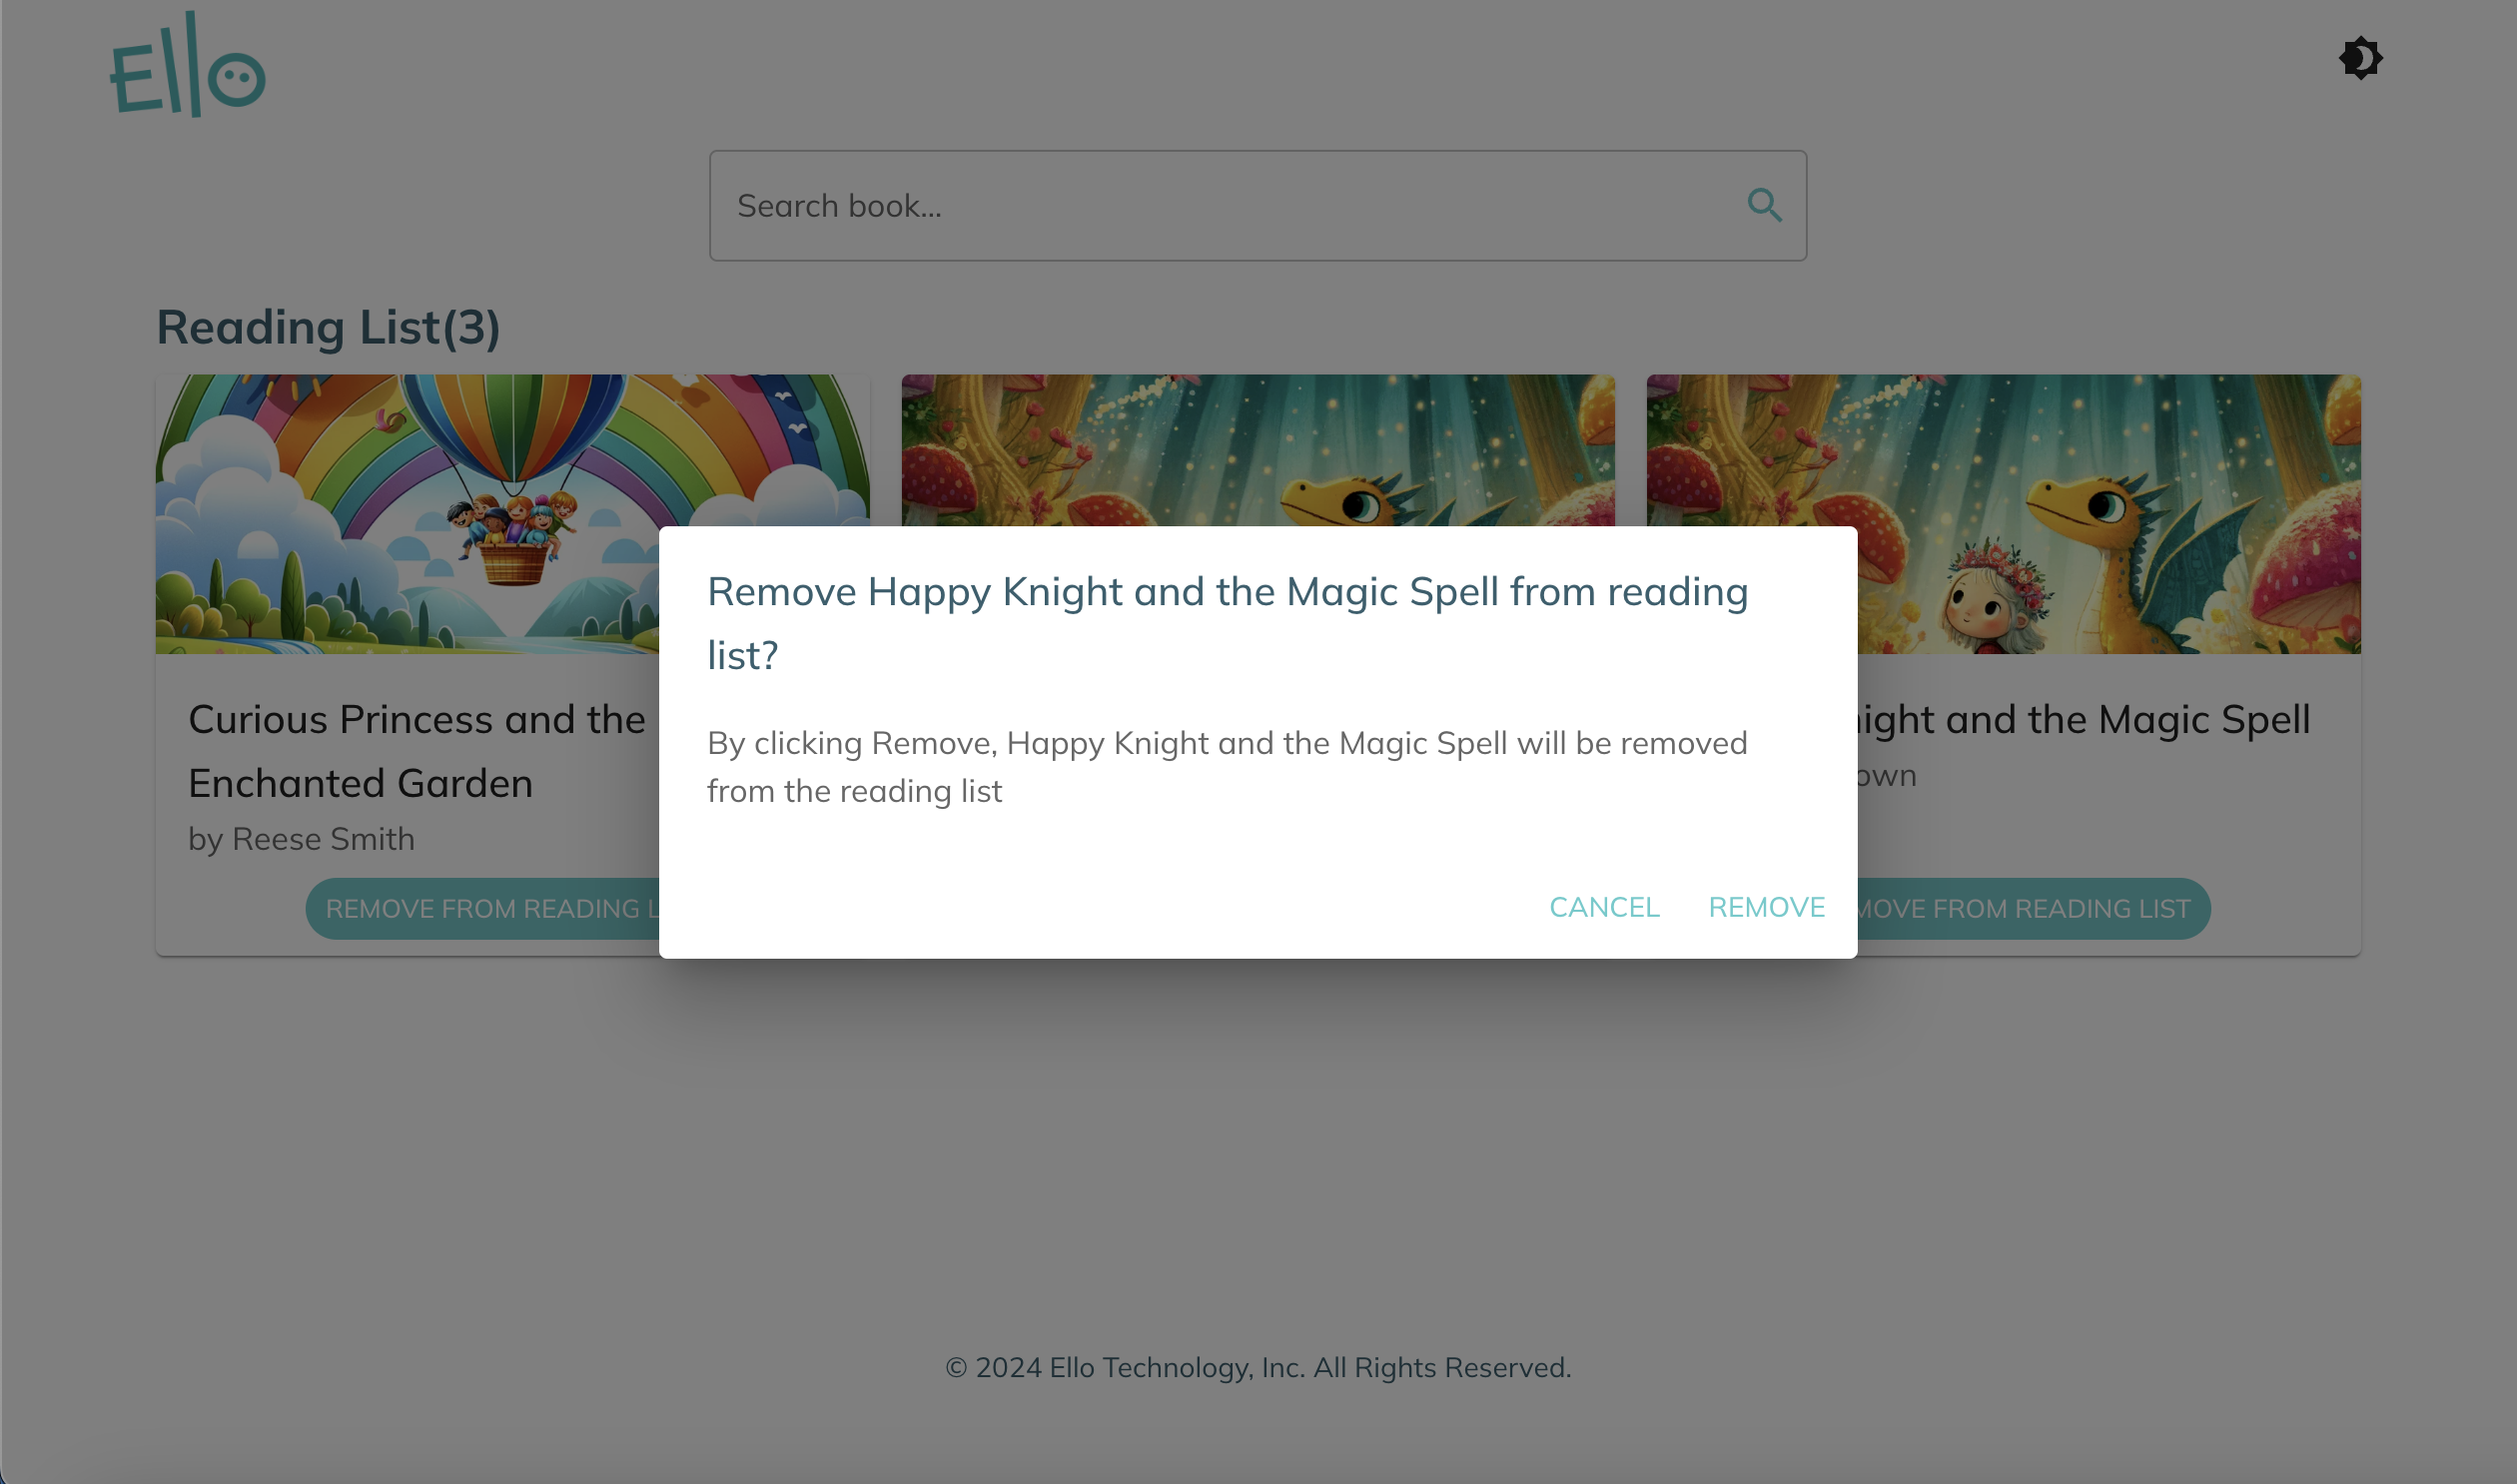 Ello
Search book...
Reading List(3)
Remove Happy Knight and the Magic Spell from reading
list?
By clicking Remove, Happy Knight and the Magic Spell will be removed
from the reading list
CANCEL REMOVE
Curious Princess and the
Enchanted Garden
by Reese Smith
REMOVE FROM READING
and the Magic Spell
FROM READING LIST
© 2024 Ello Technology, Inc. All Rights Reserved.